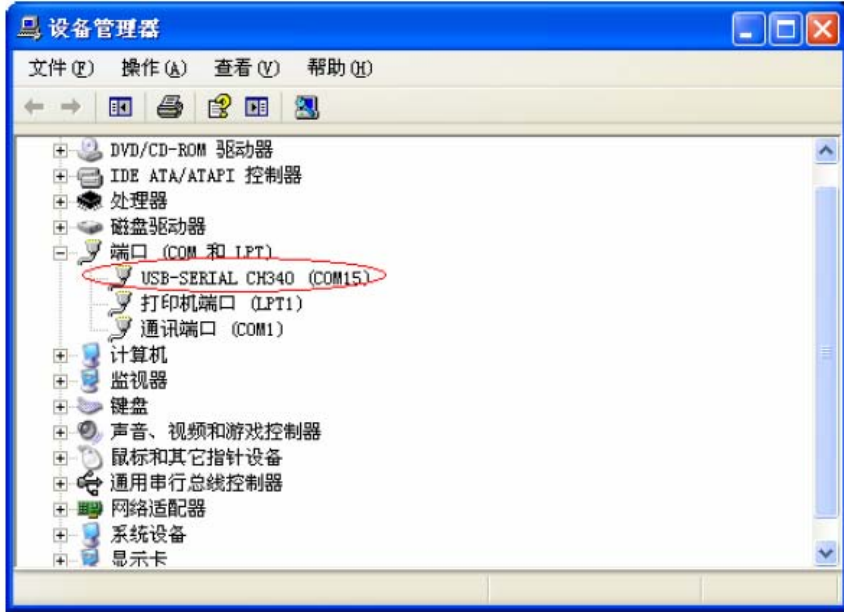 设备管理器
文件(F) 操作(A) 查看(V) 帮助(H)
DVD/CD-ROM 驱动器
IDE ATA/ATAPI 控制器
处理器
磁盘驱动器
端口 (COM 和 LPT)
USB-SERIAL CH340 (COM15)
打印机端口 (LPT1)
通讯端口 (COM1)
计算机
监视器
键盘
声音、视频和游戏控制器
鼠标和其它指针设备
通用串行总线控制器
网络适配器
系统设备
显示卡